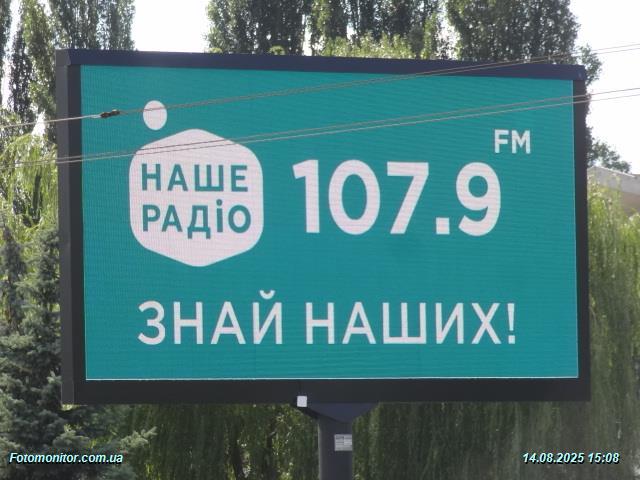 FM
НАШЕ
РАДіО
107.9
ЗНАЙ НАШИХ!
Fotomonitor.com.ua
14.08.2025 15:08